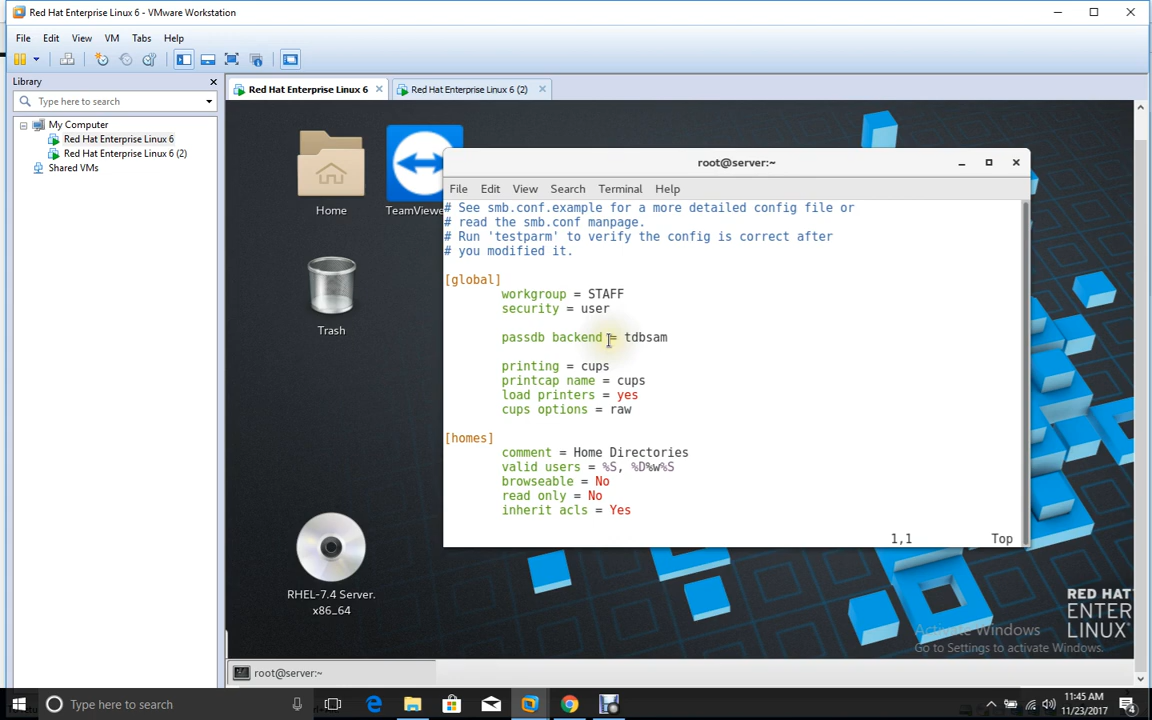 Red Hat Enterprise Linux 6 - VMware Workstation
File Edit View VM Tabs Help
Library
Type here to search
My Computer
Red Hat Enterprise Linux 6
Red Hat Enterprise Linux 6 (2)
Shared VMs
Red Hat Enterprise Linux 6
Red Hat Enterprise Linux 6 (2)
Home
TeamViewe
Trash
RHEL-7.4 Server.
x86_64
root@server:~
File Edit View Search Terminal Help
# See smb.conf.example for a more detailed config file or
# read the smb.conf manpage.
# Run 'testparm' to verify the config is correct after
# you modified it.
[global]
workgroup = STAFF
security = user
passdb backend = tdbsam
printing = cups
printcap name = cups
load printers = yes
cups options = raw
[homes]
comment = Home Directories
valid users = %S, %D%w%S
browseable = No
read only = No
inherit acls = Yes
1,1 Top
RED HAT
ENTER
LINUX
Activate Windows
Go to Settings to activate Windows.
root@server:~
Type here to search
11:45 AM
11/23/2017
4